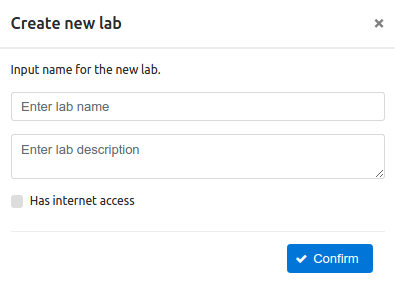 Create new lab
Input name for the new lab.
Enter lab name
Enter lab description
Has internet access
Confirm